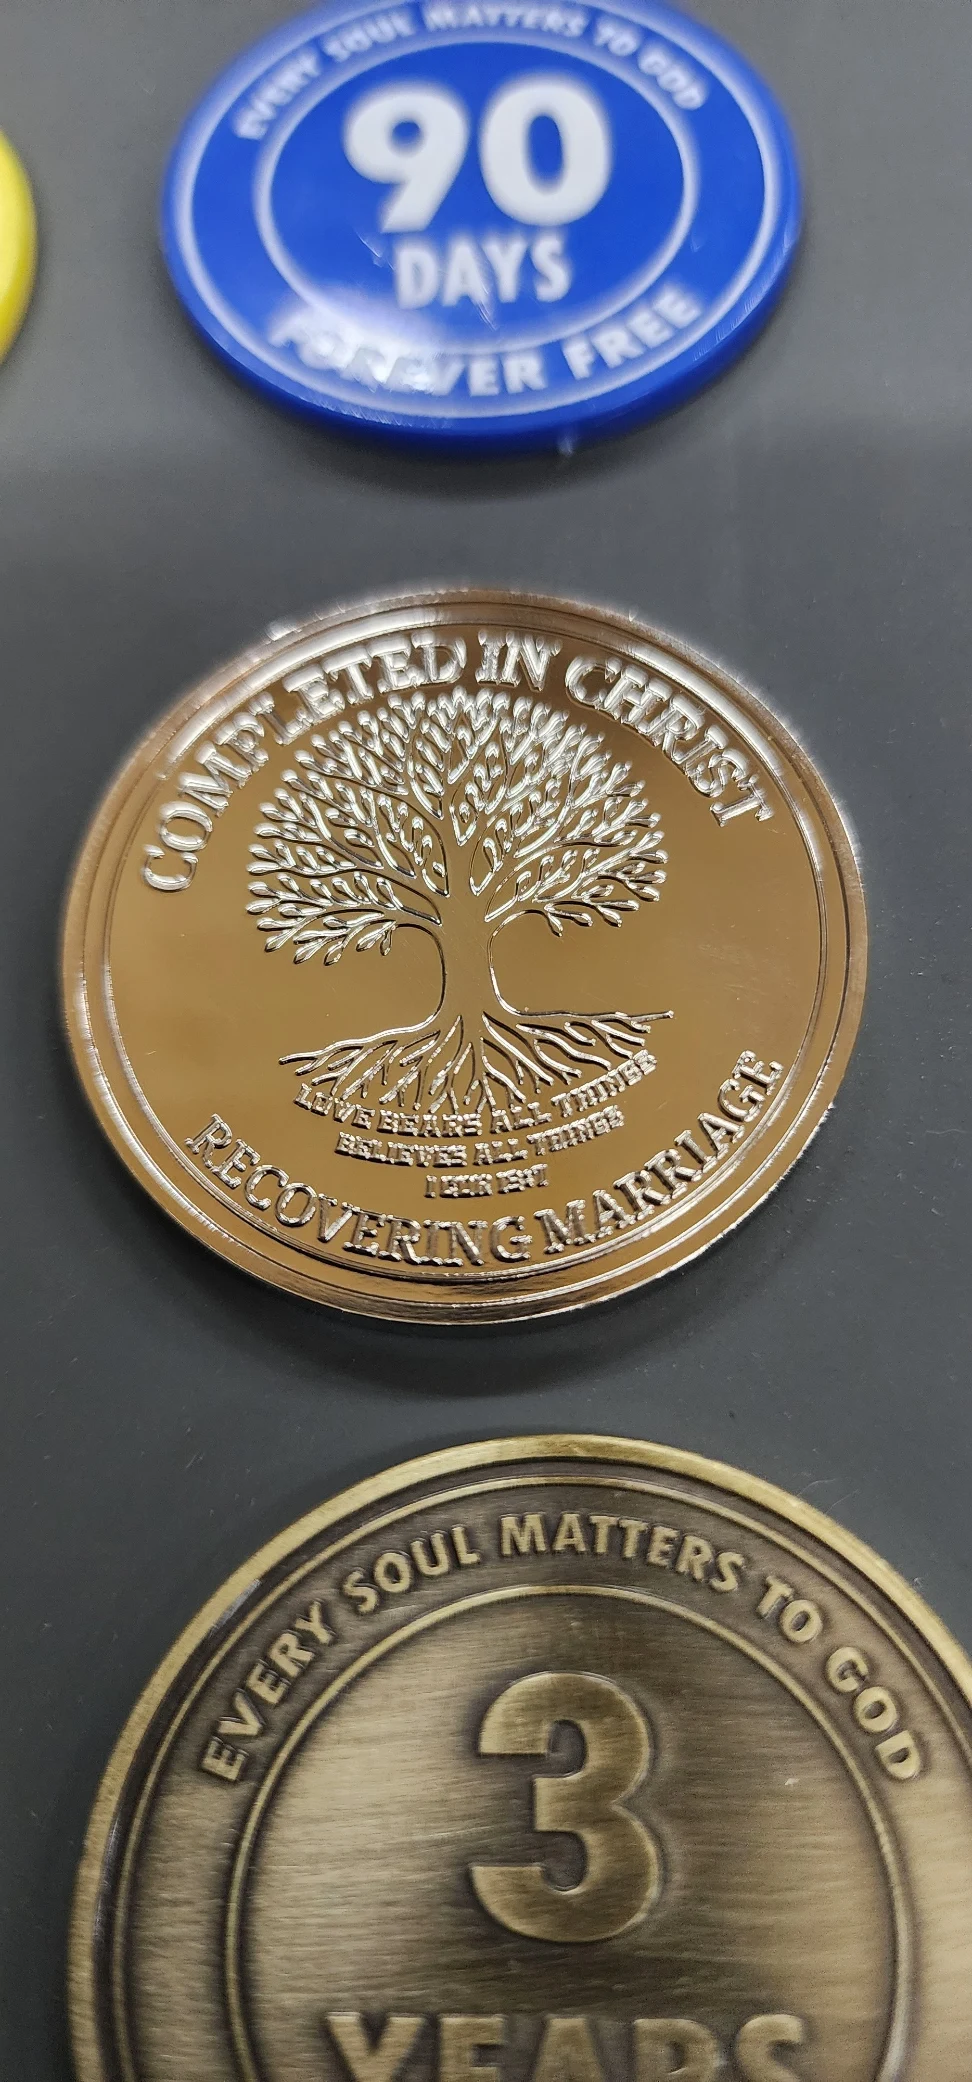 EVERY SOUL MATTERS TO GOD
90
DAYS
FOREVER FREE
COMPLETED IN CHRIST
LOVE BEARS ALL THINGS
BELIEVES ALL THINGS
RECOVERING MARRIAGE
EVERY SOUL MATTERS TO GOD
3
YEARS